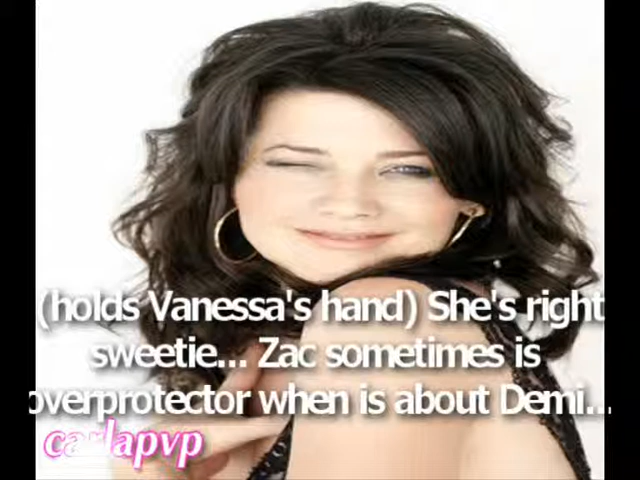 (holds Vanessa's hand) She's right
sweetie... Zac sometimes is
overprotector when is about Demi...
carlapvp